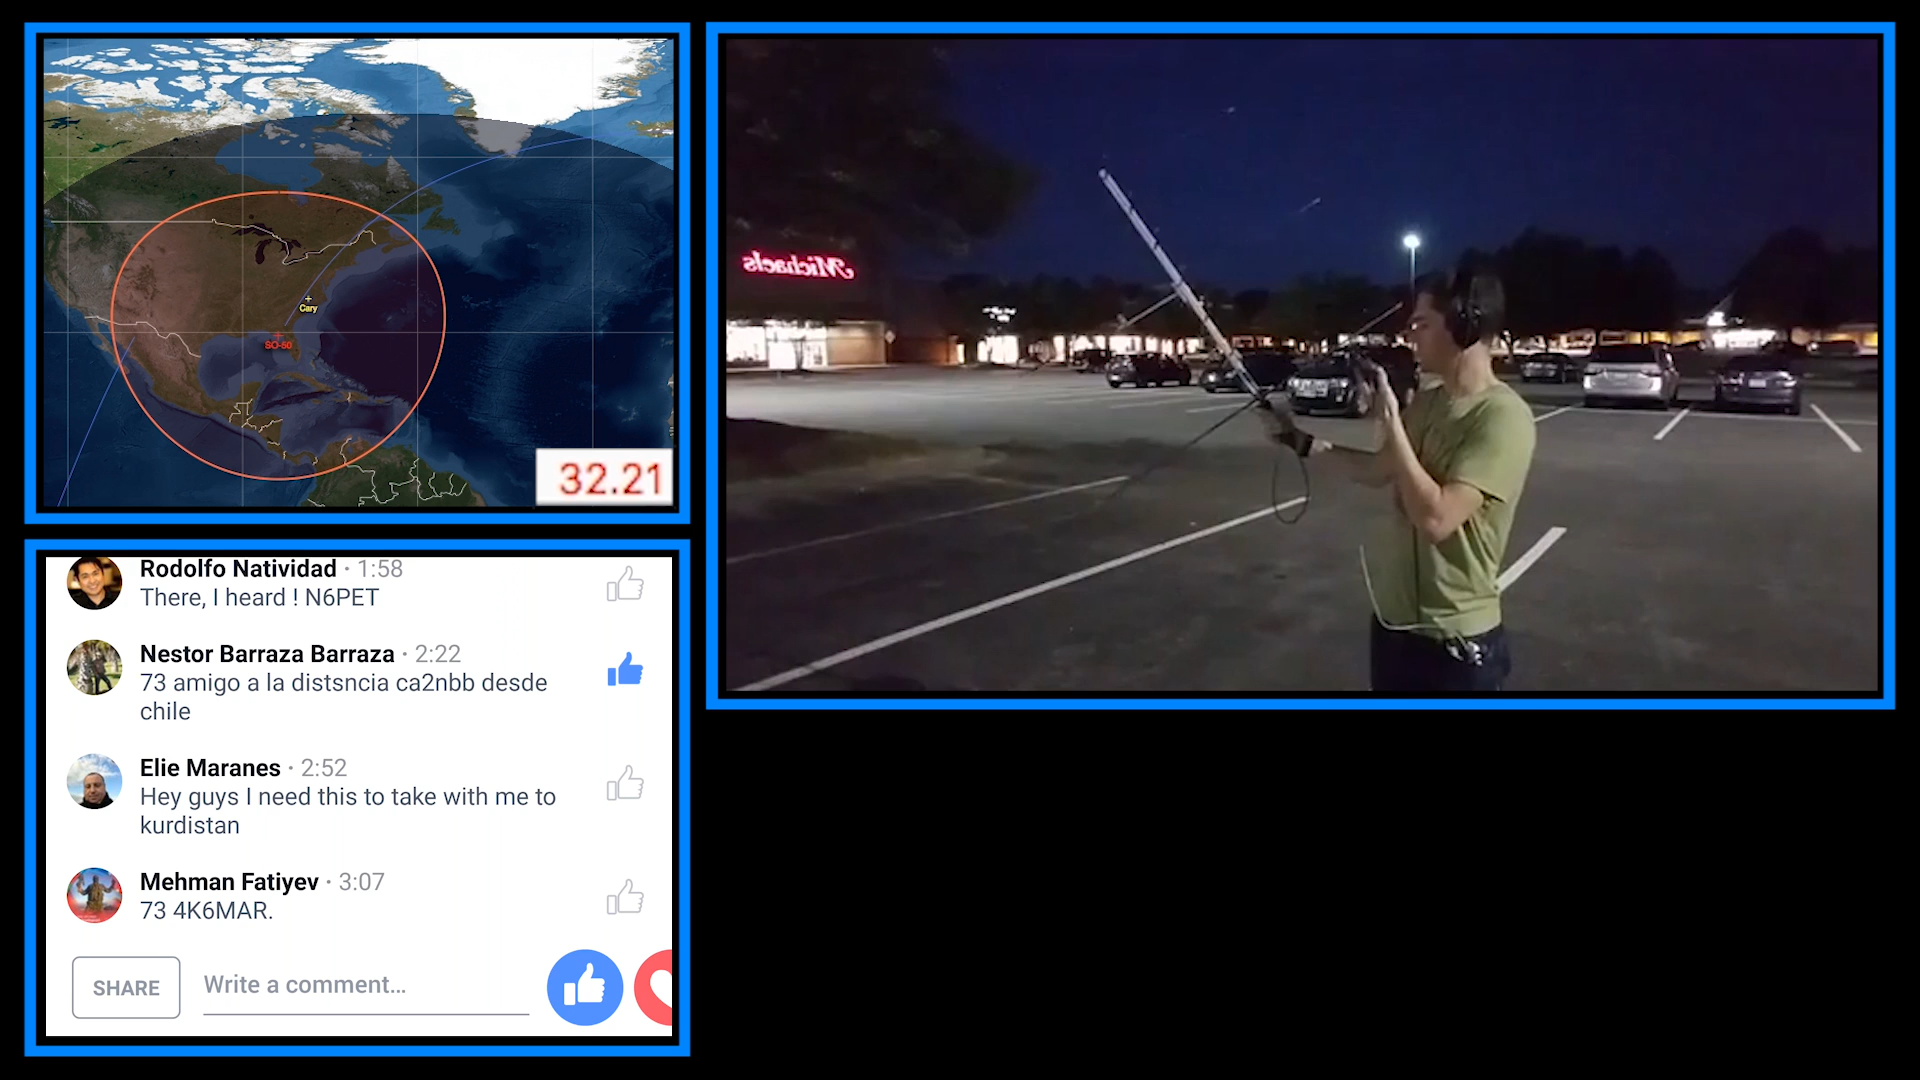 Cary
SO-50
32.21
Michaels
Rodolfo Natividad · 1:58
There, I heard ! N6PET
Nestor Barraza Barraza · 2:22
73 amigo a la distsncia ca2nbb desde
chile
Elie Maranes · 2:52
Hey guys I need this to take with me to
kurdistan
Mehman Fatiyev · 3:07
73 4K6MAR.
SHARE
Write a comment...